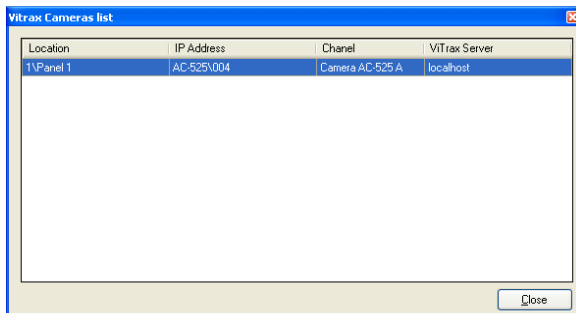 Vitrax Cameras list
Location IP Address Chanel ViTrax Server
1\Panel 1 AC-525\004 Camera AC-525 A localhost
Close